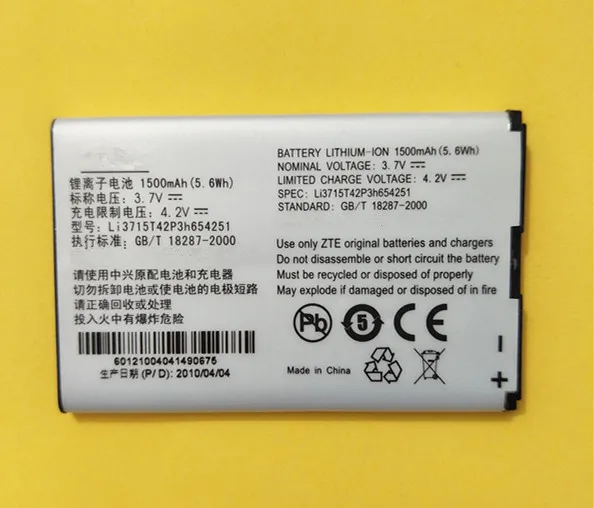 锂离子电池 1500mAh(5.6Wh)
标称电压: 3.7V⎓
充电限制电压: 4.2V⎓
型号: Li3715T42P3h654251
执行标准: GB/T 18287-2000
请使用中兴原配电池和充电器
切勿拆卸电池或使电池的电极短路
请正确回收或处理废弃的电池
投入火中有爆炸危险
60121004041490675
生产日期(P/D) 2010/04/04
BATTERY LITHIUM-ION 1500mAh(5.6Wh)
NOMINAL VOLTAGE: 3.7V⎓
LIMITED CHARGE VOLTAGE: 4.2V⎓
SPEC: Li3715T42P3h654251
STANDARD: GB/T 18287-2000
Use only ZTE original batteries and chargers
Do not disassemble or short circuit the battery
Must be recycled or disposed of properly
May explode if damaged or disposed of in fire
Pb 5 CE
Made in China
−
+